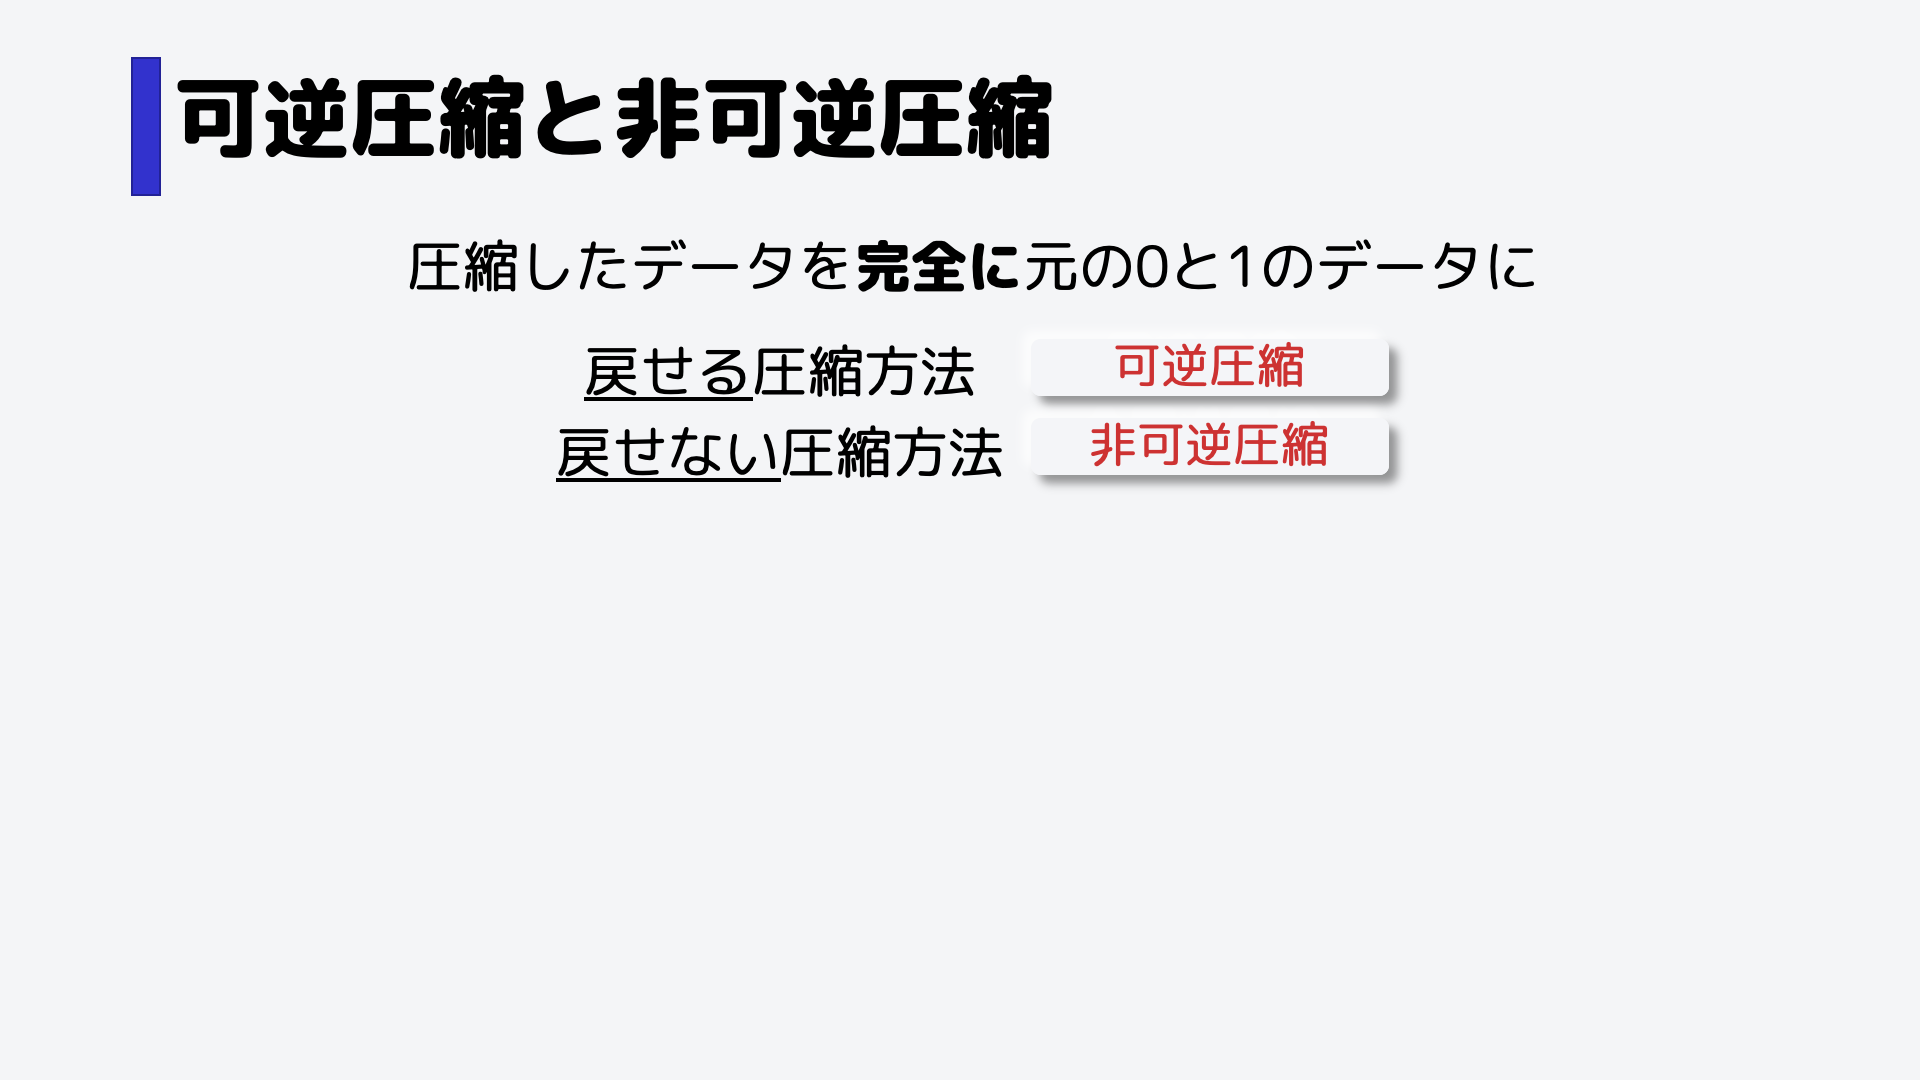 可逆圧縮と非可逆圧縮
圧縮したデータを完全に元の0と1のデータに
戻せる圧縮方法 可逆圧縮
戻せない圧縮方法 非可逆圧縮